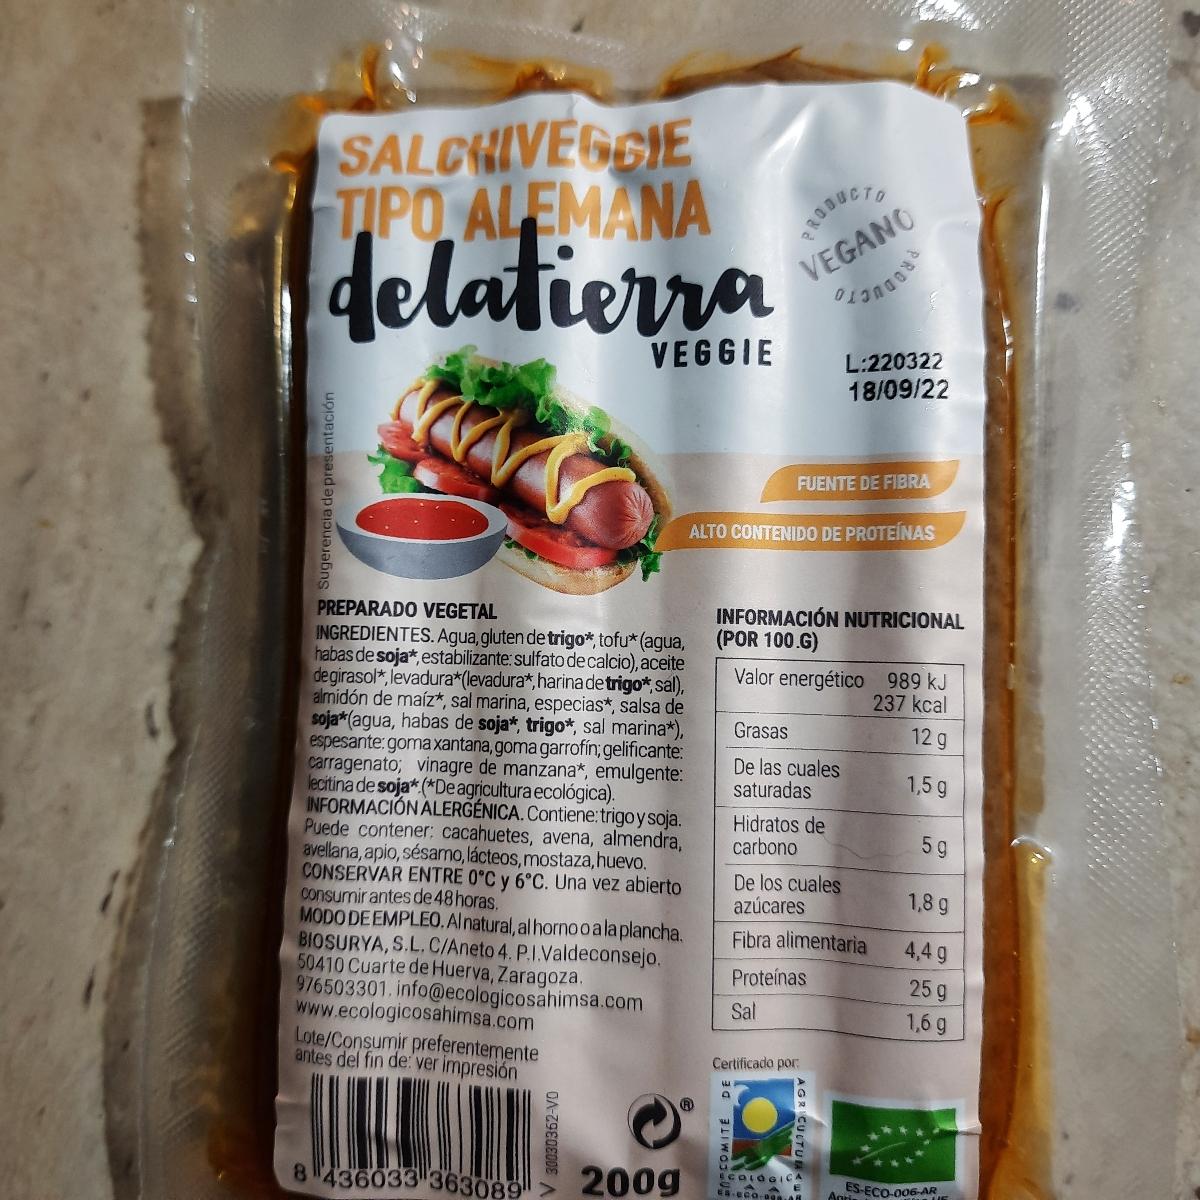 SALCHIVEGGIE
TIPO ALEMANA
delatierra
VEGGIE
PRODUCTO
VEGANO
PRODUCTO
L:220322
18/09/22
Sugerencia de presentación
FUENTE DE FIBRA
ALTO CONTENIDO DE PROTEÍNAS
PREPARADO VEGETAL
INGREDIENTES. Agua, gluten de trigo*, tofu* (agua,
habas de soja*, estabilizante: sulfato de calcio), aceite
de girasol*, levadura*(levadura*, harina de trigo*, sal),
almidón de maíz*, sal marina, especias*, salsa de
soja*(agua, habas de soja*, trigo*, sal marina*),
espesante: goma xantana, goma garrofín; gelificante:
carragenato; vinagre de manzana*, emulgente:
lecitina de soja*.(*De agricultura ecológica).
INFORMACIÓN ALERGÉNICA. Contiene: trigo y soja.
Puede contener: cacahuetes, avena, almendra,
avellana, apio, sésamo, lácteos, mostaza, huevo.
CONSERVAR ENTRE 0°C y 6°C. Una vez abierto
consumir antes de 48 horas.
MODO DE EMPLEO. Al natural, al horno o a la plancha.
BIOSURYA, S.L. C/Aneto 4. P.I.Valdeconsejo.
50410 Cuarte de Huerva, Zaragoza.
976503301. info@ecologicosahimsa.com
www.ecologicosahimsa.com
Lote/Consumir preferentemente
antes del fin de: ver impresión
8 436033 363089
V 30030362-V0
200g
®
INFORMACIÓN NUTRICIONAL
(POR 100.G)
Valor energético 989 kJ
237 kcal
Grasas 12 g
De las cuales
saturadas 1,5 g
Hidratos de
carbono 5 g
De los cuales
azúcares 1,8 g
Fibra alimentaria 4,4 g
Proteínas 25 g
Sal 1,6 g
Certificado por:
COMITÉ DE
AGRICULTURA
ECOLOGICA
ES-ECO-006-AR